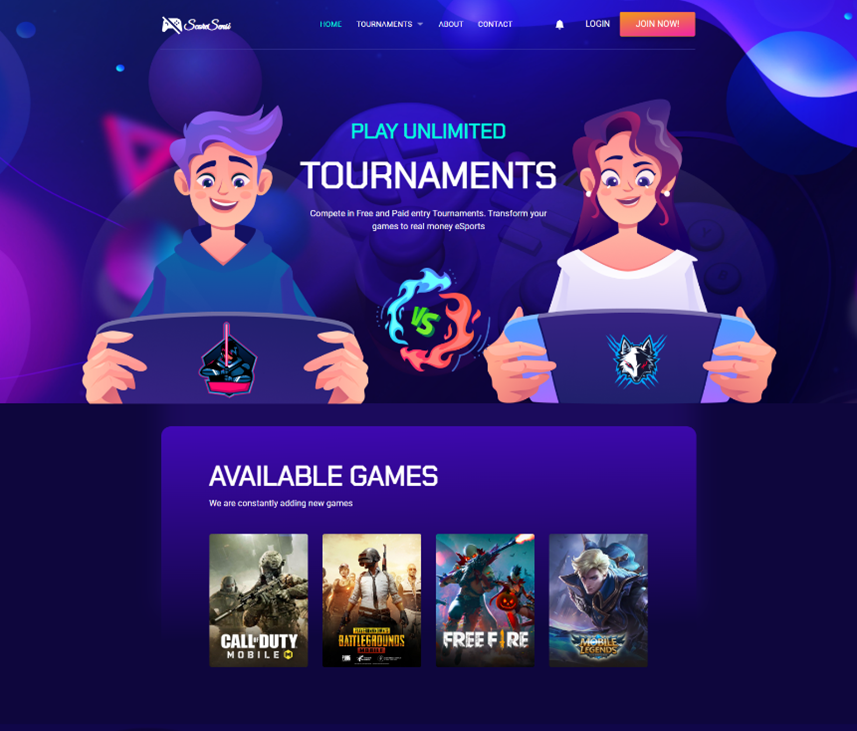 ScoreSensi
HOME TOURNAMENTS ABOUT CONTACT LOGIN JOIN NOW!
PLAY UNLIMITED
TOURNAMENTS
Compete in Free and Paid entry Tournaments. Transform your
games to real money eSports
VS
AVAILABLE GAMES
We are constantly adding new games
CALL OF DUTY
MOBILE
BATTLEGROUNDS
MOBILE
FREE FIRE
MOBILE
LEGENDS